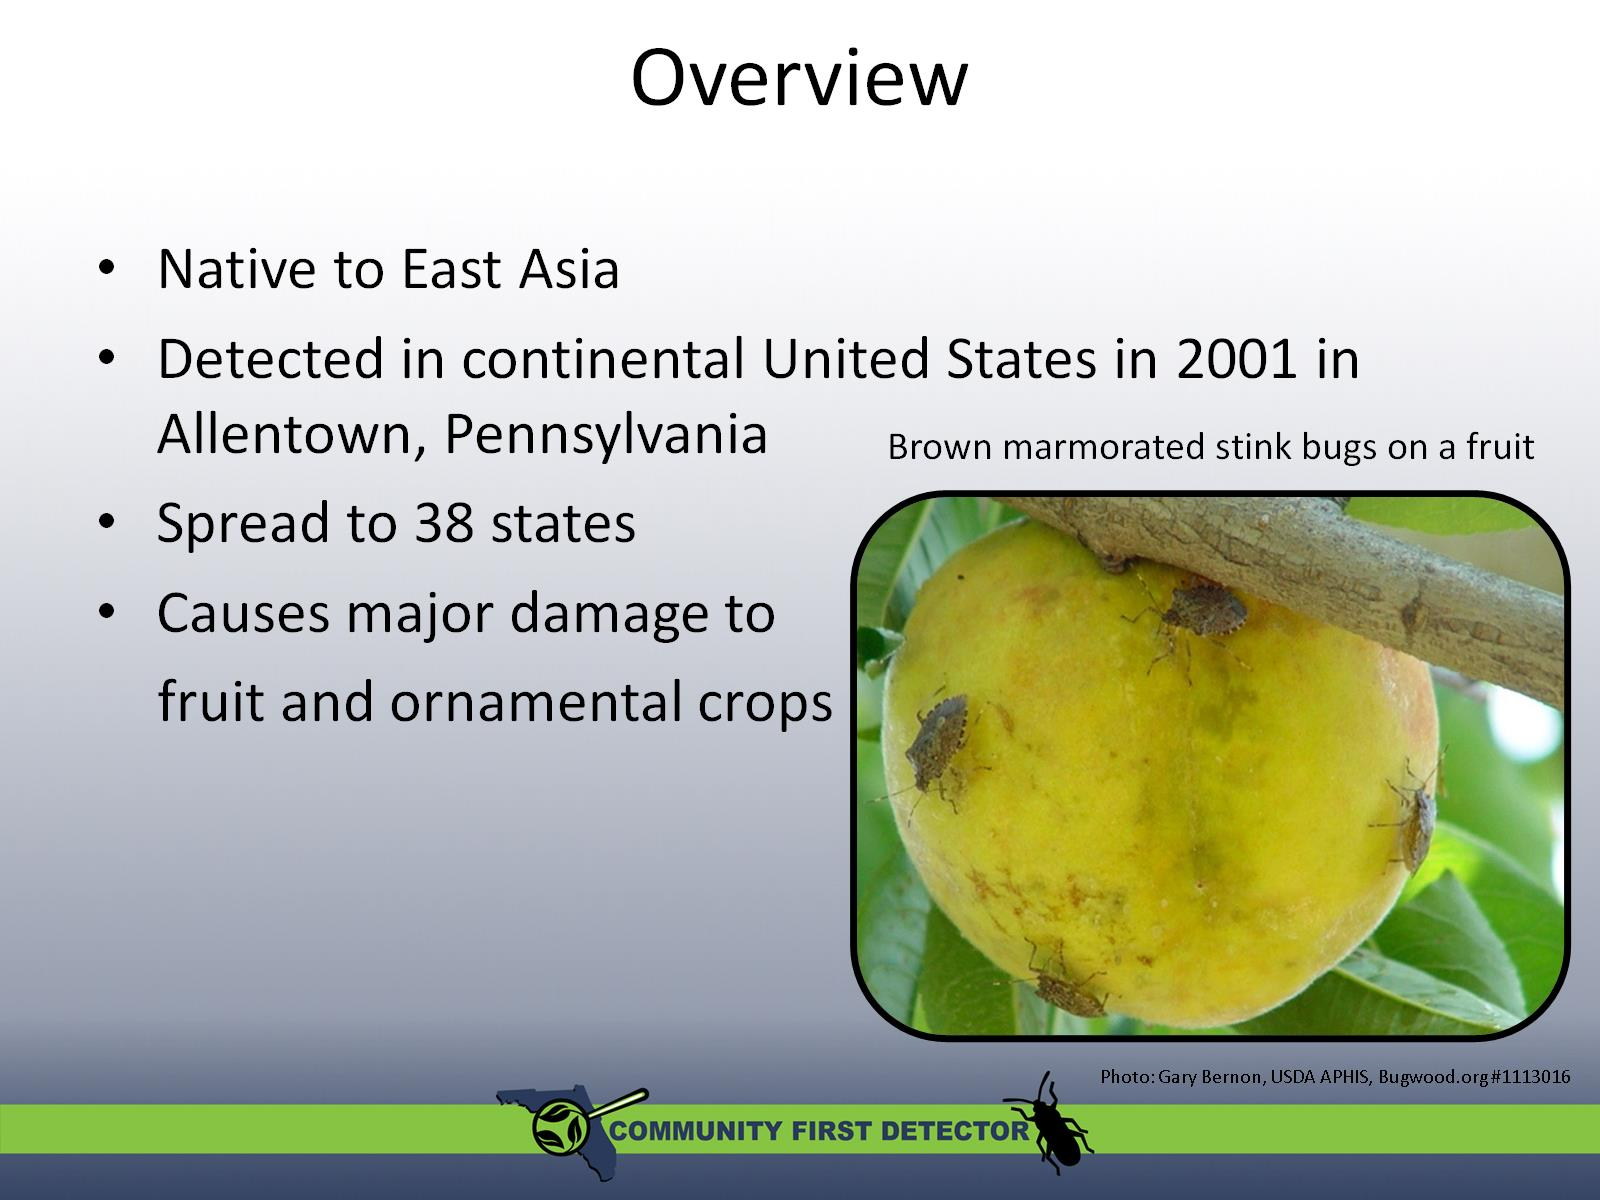 Overview
• Native to East Asia
• Detected in continental United States in 2001 in
Allentown, Pennsylvania
• Spread to 38 states
• Causes major damage to
fruit and ornamental crops
Brown marmorated stink bugs on a fruit
Photo: Gary Bernon, USDA APHIS, Bugwood.org #1113016
COMMUNITY FIRST DETECTOR